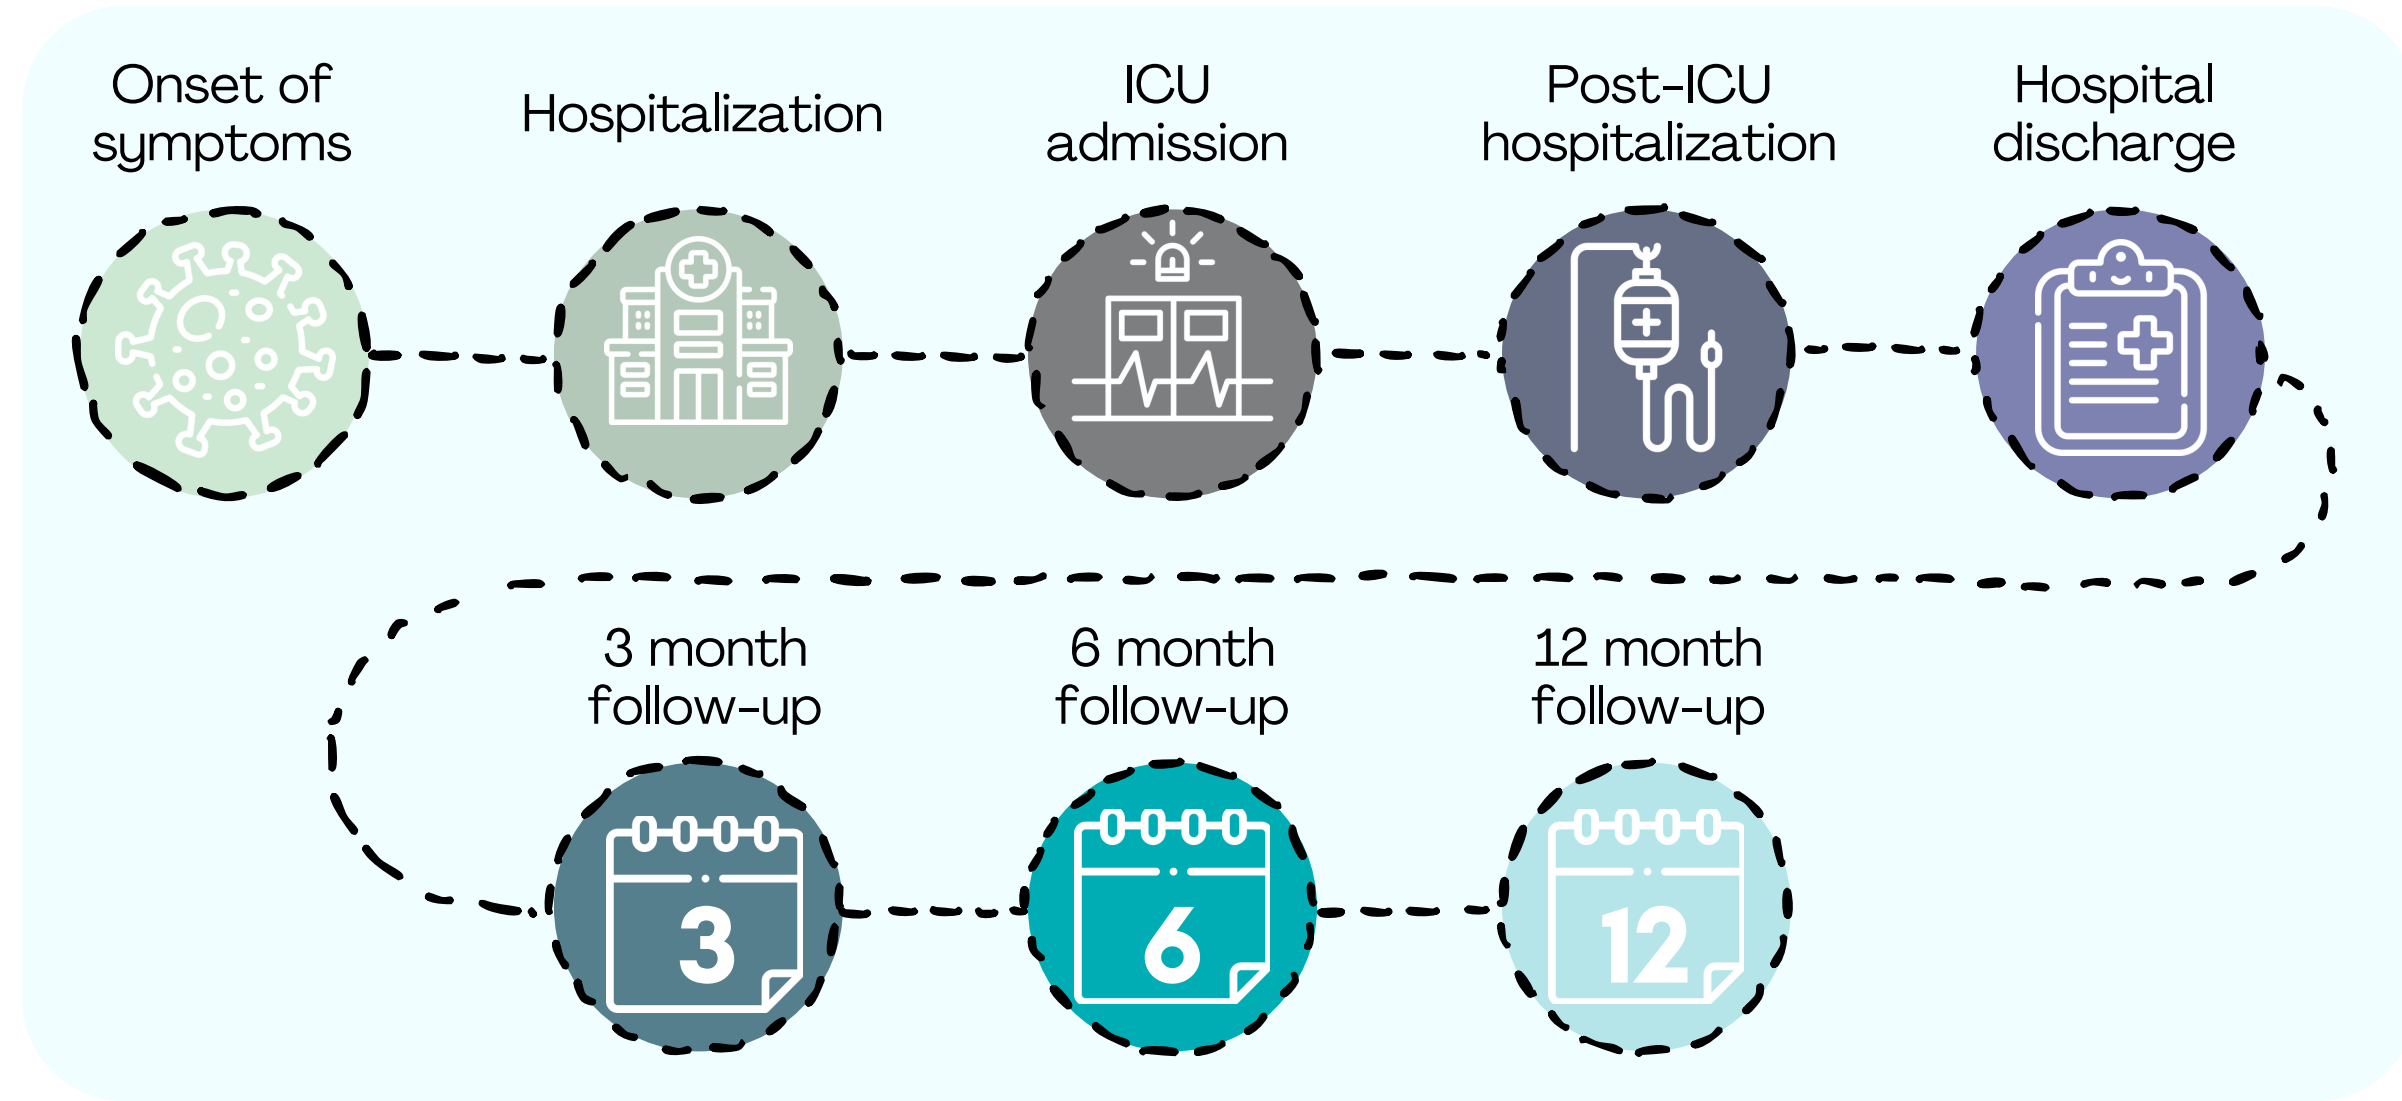 Onset of
symptoms
Hospitalization
ICU
admission
Post-ICU
hospitalization
Hospital
discharge
3 month
follow-up
6 month
follow-up
12 month
follow-up
3
6
12